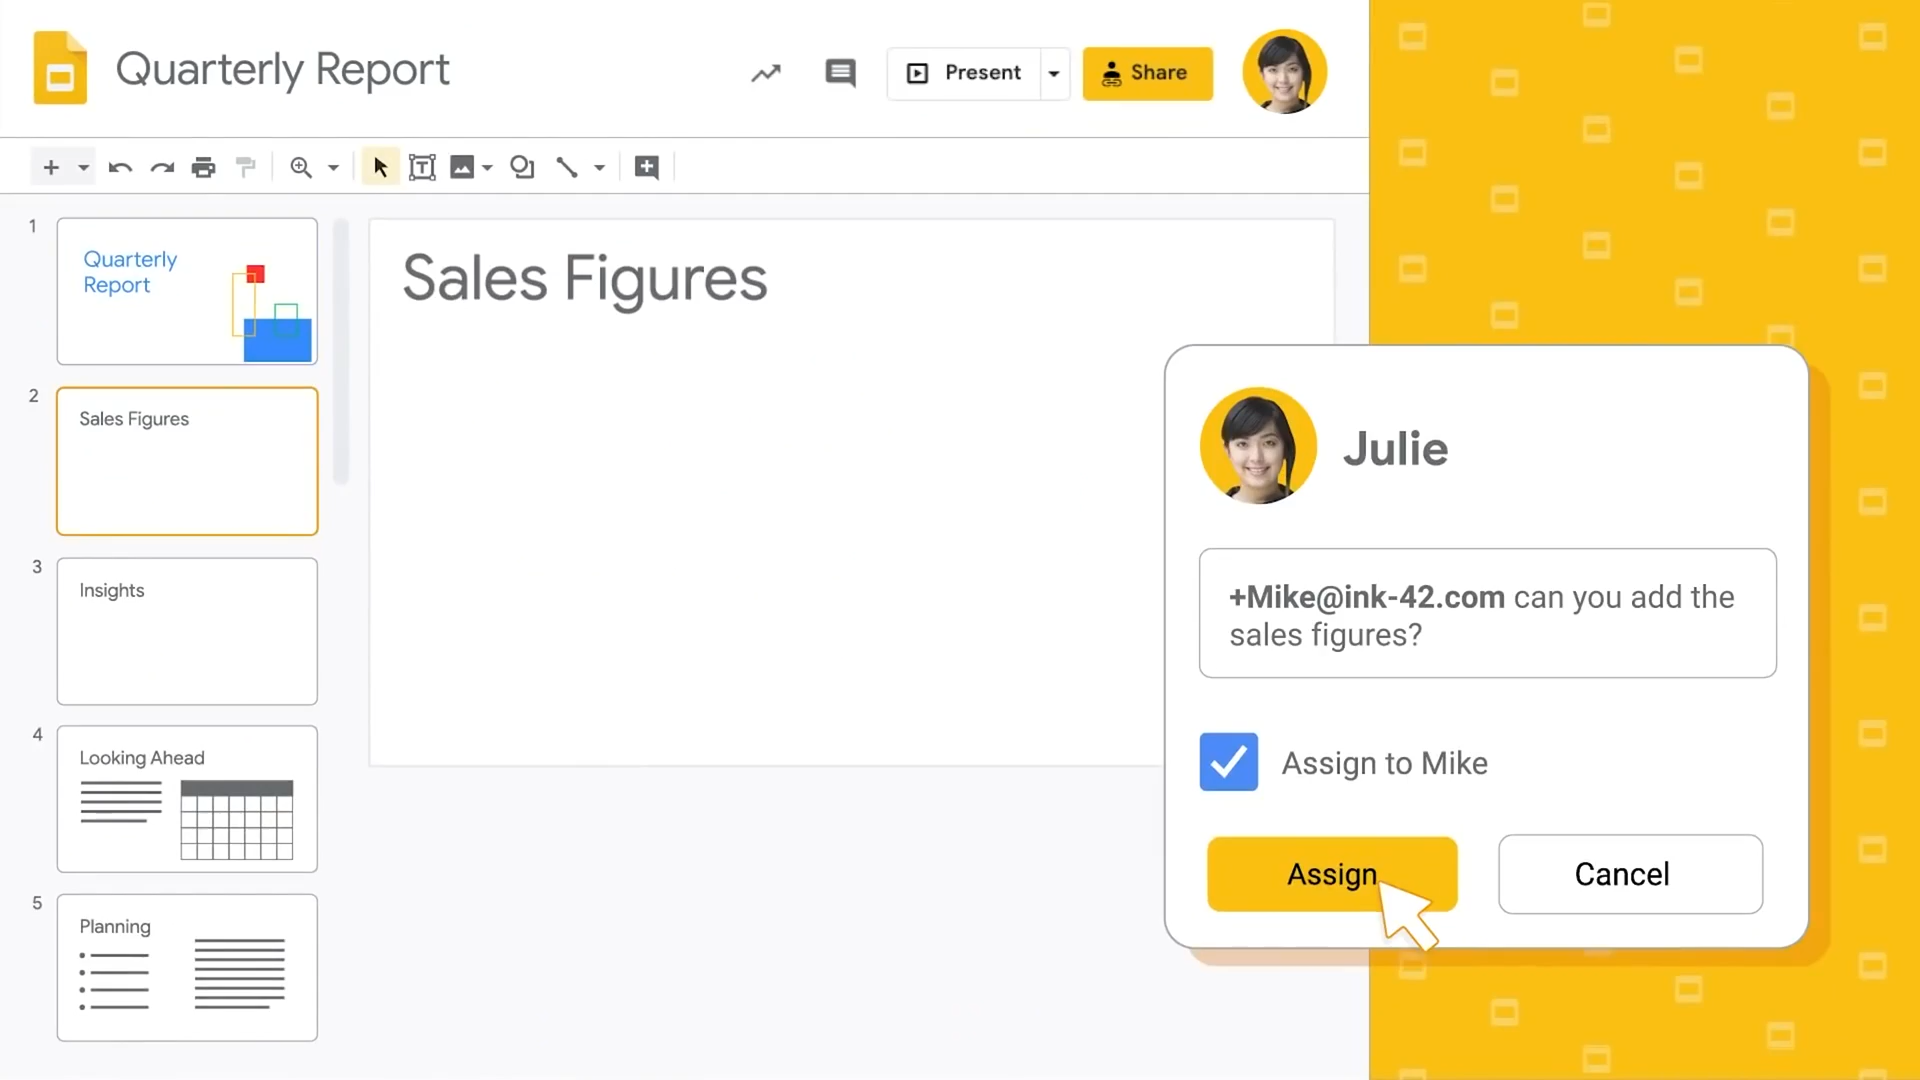 Quarterly Report
Present
Share
1
Quarterly
Report
2
Sales Figures
3
Insights
4
Looking Ahead
5
Planning
Sales Figures
Julie
+Mike@ink-42.com can you add the
sales figures?
Assign to Mike
Assign
Cancel